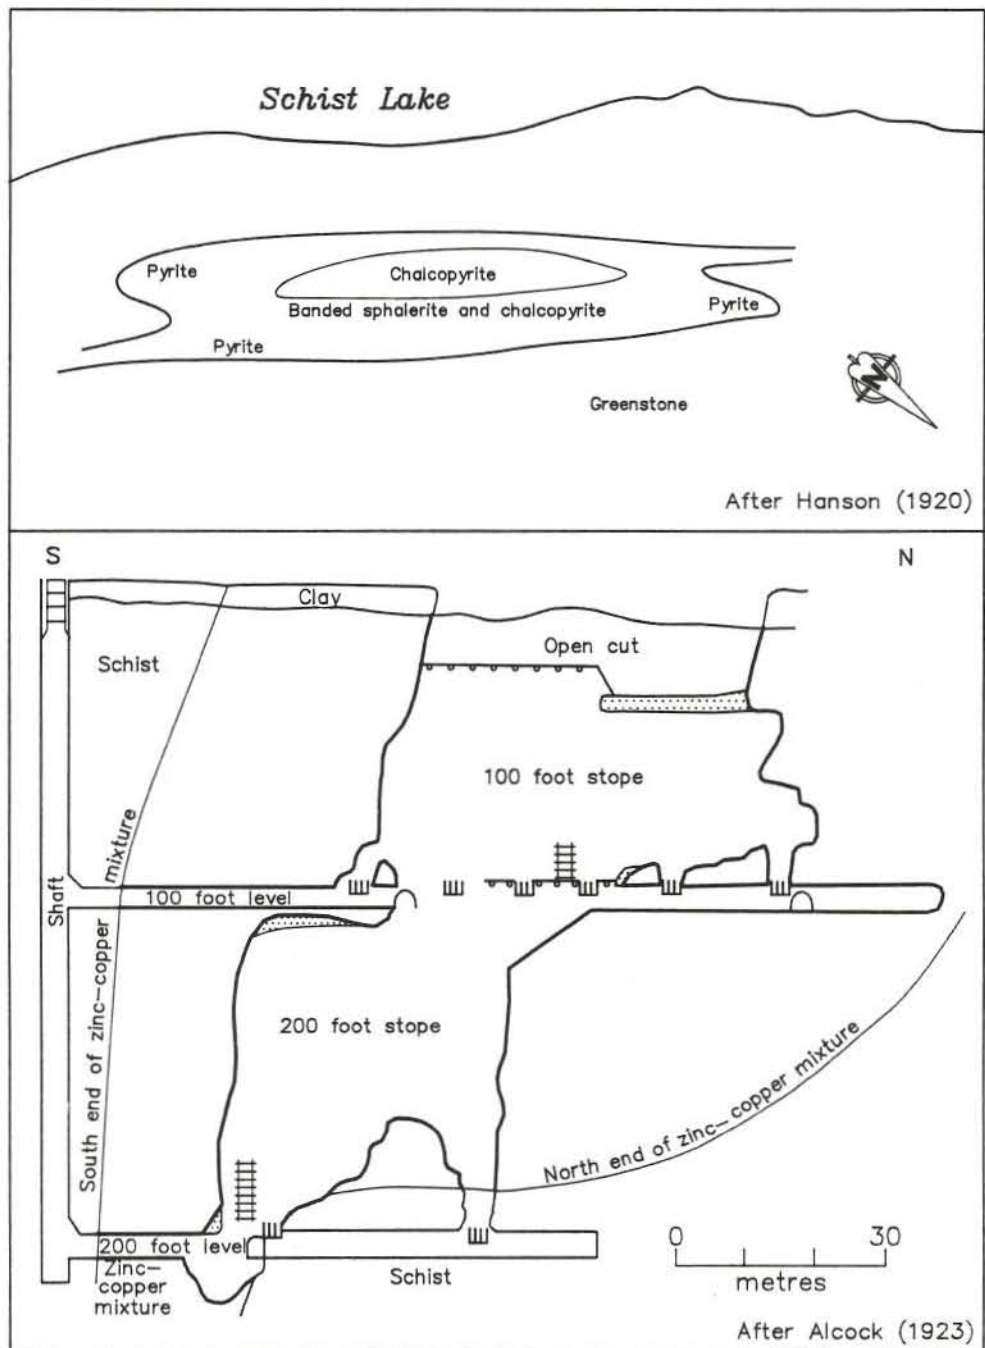 Schist Lake
Pyrite
Chalcopyrite
Banded sphalerite and chalcopyrite
Pyrite
Pyrite
Greenstone
N
After Hanson (1920)
S
N
Clay
Open cut
Schist
100 foot stope
mixture
Shaft
100 foot level
South end of zinc-copper
200 foot stope
North end of zinc-copper mixture
200 foot level
Zinc-
copper
mixture
Schist
0 30
metres
After Alcock (1923)